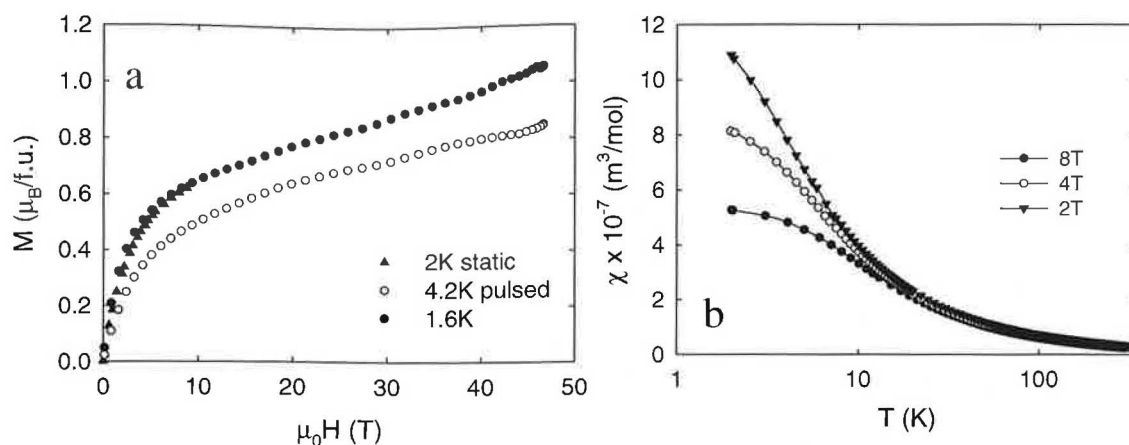 1.2
1.0
0.8
0.6
0.4
0.2
0.0
M (μB/f.u.)
a
▲ 2K static
○ 4.2K pulsed
● 1.6K
0 10 20 30 40 50
μ0H (T)
12
10
8
6
4
2
0
χ x 10⁻⁷ (m³/mol)
8T
4T
2T
b
1 10 100
T (K)